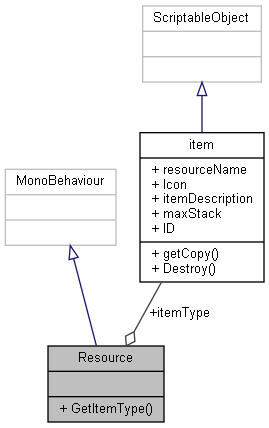 ScriptableObject
item
+ resourceName
+ Icon
+ itemDescription
+ maxStack
+ ID
+ getCopy()
+ Destroy()
MonoBehaviour
+itemType
Resource
+ GetItemType()